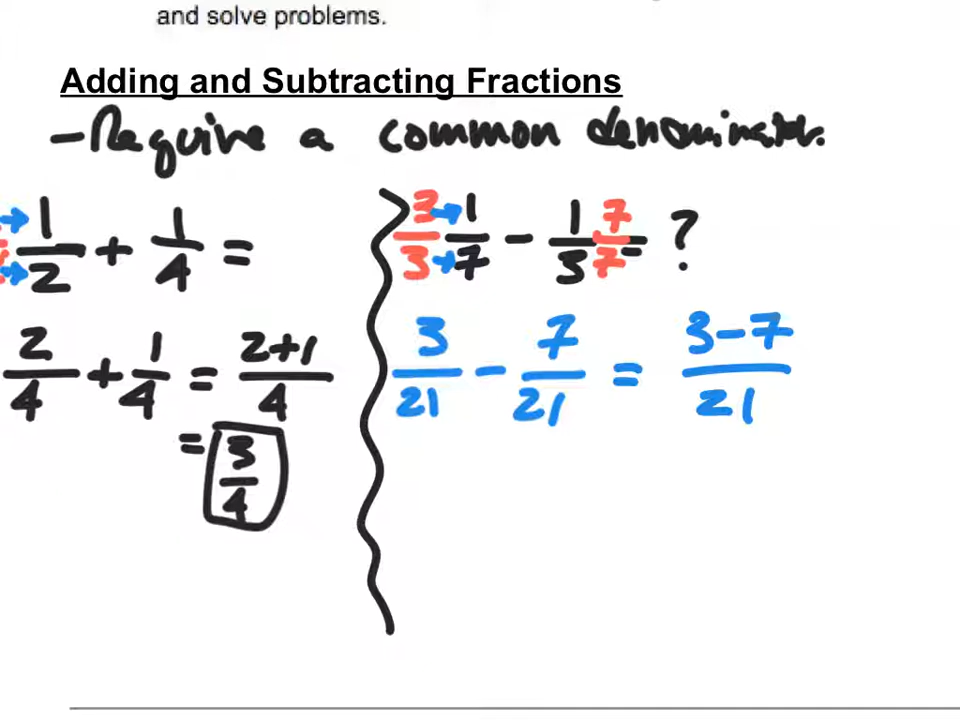 and solve problems.
Adding and Subtracting Fractions
- Require a common denominator.
1/2 + 1/4 =
2/4 + 1/4 = (2+1)/4
= 3/4
3/3 → 1/7 - 1/3 7/7 = ?
3/21 - 7/21 = (3-7)/21